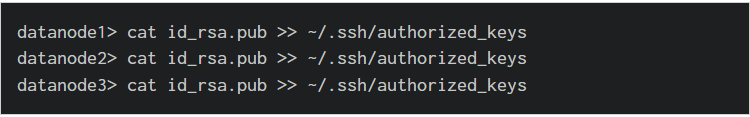 datanode1> cat id_rsa.pub >> ~/.ssh/authorized_keys
datanode2> cat id_rsa.pub >> ~/.ssh/authorized_keys
datanode3> cat id_rsa.pub >> ~/.ssh/authorized_keys